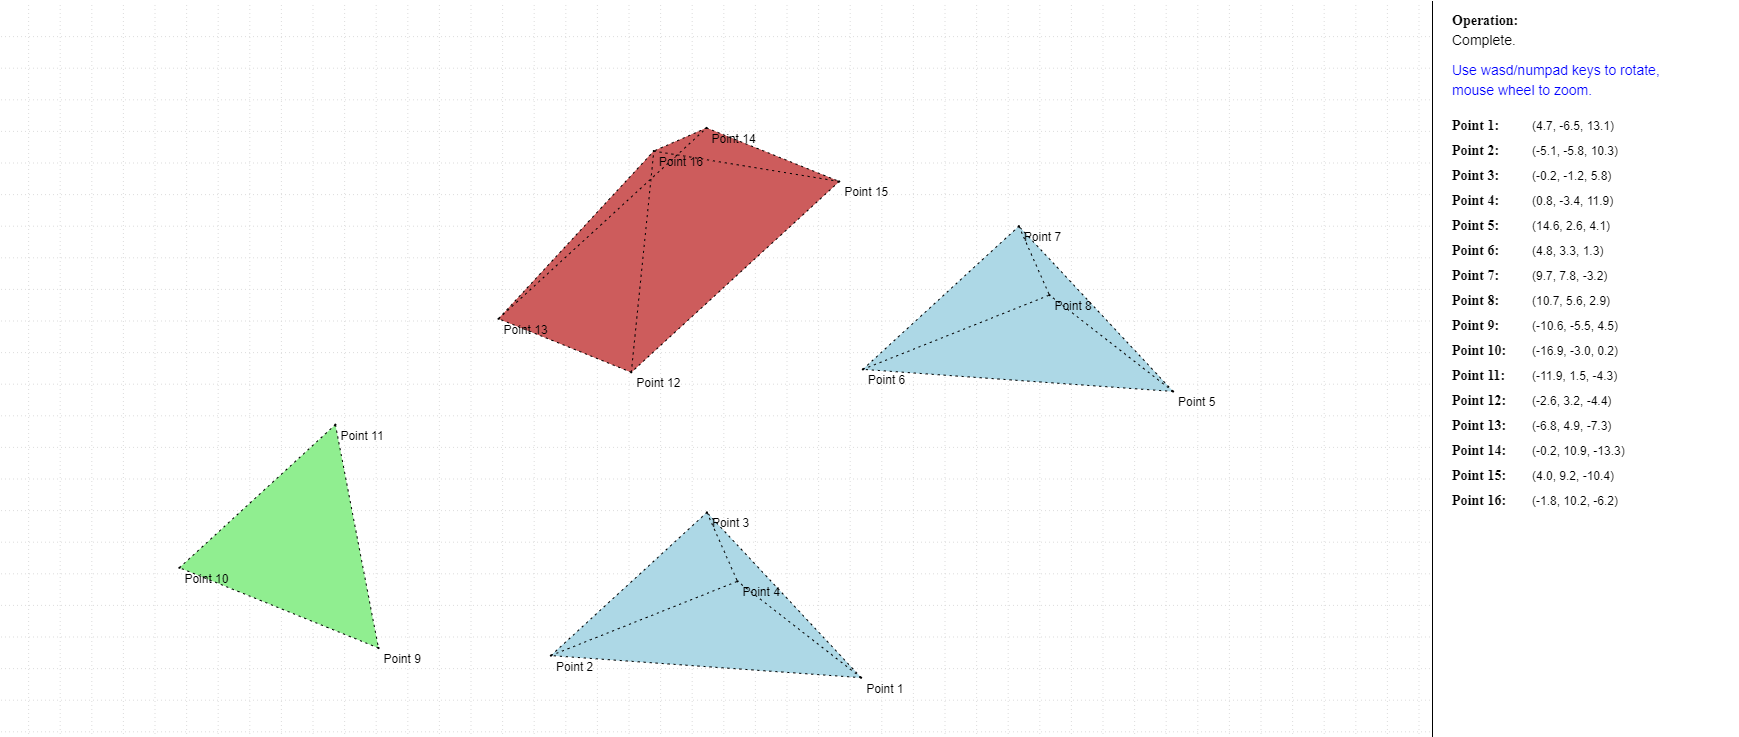 Point 14
Point 16
Point 15
Point 7
Point 8
Point 13
Point 6
Point 12
Point 5
Point 11
Point 3
Point 10
Point 4
Point 9
Point 2
Point 1
Operation:
Complete.
Use wasd/numpad keys to rotate,
mouse wheel to zoom.
Point 1: (4.7, -6.5, 13.1)
Point 2: (-5.1, -5.8, 10.3)
Point 3: (-0.2, -1.2, 5.8)
Point 4: (0.8, -3.4, 11.9)
Point 5: (14.6, 2.6, 4.1)
Point 6: (4.8, 3.3, 1.3)
Point 7: (9.7, 7.8, -3.2)
Point 8: (10.7, 5.6, 2.9)
Point 9: (-10.6, -5.5, 4.5)
Point 10: (-16.9, -3.0, 0.2)
Point 11: (-11.9, 1.5, -4.3)
Point 12: (-2.6, 3.2, -4.4)
Point 13: (-6.8, 4.9, -7.3)
Point 14: (-0.2, 10.9, -13.3)
Point 15: (4.0, 9.2, -10.4)
Point 16: (-1.8, 10.2, -6.2)